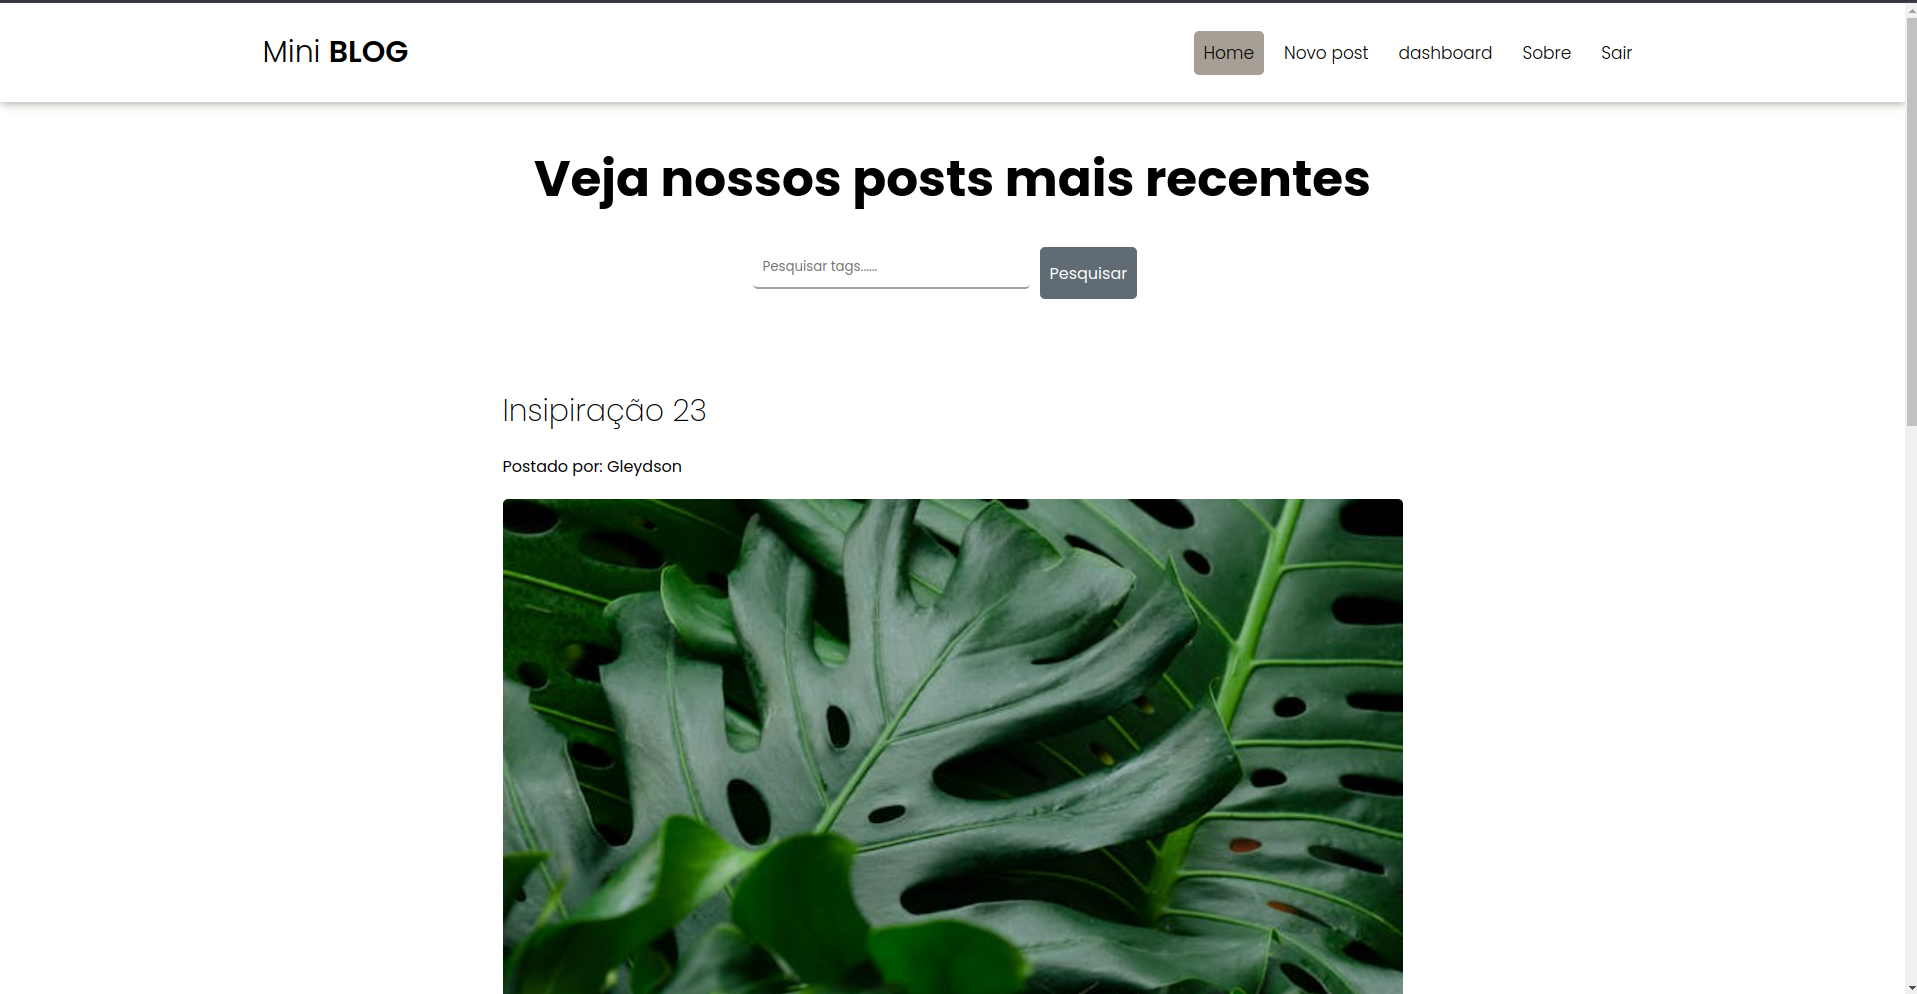 Mini BLOG
Home Novo post dashboard Sobre Sair
Veja nossos posts mais recentes
Pesquisar tags......
Pesquisar
Insipiração 23
Postado por: Gleydson